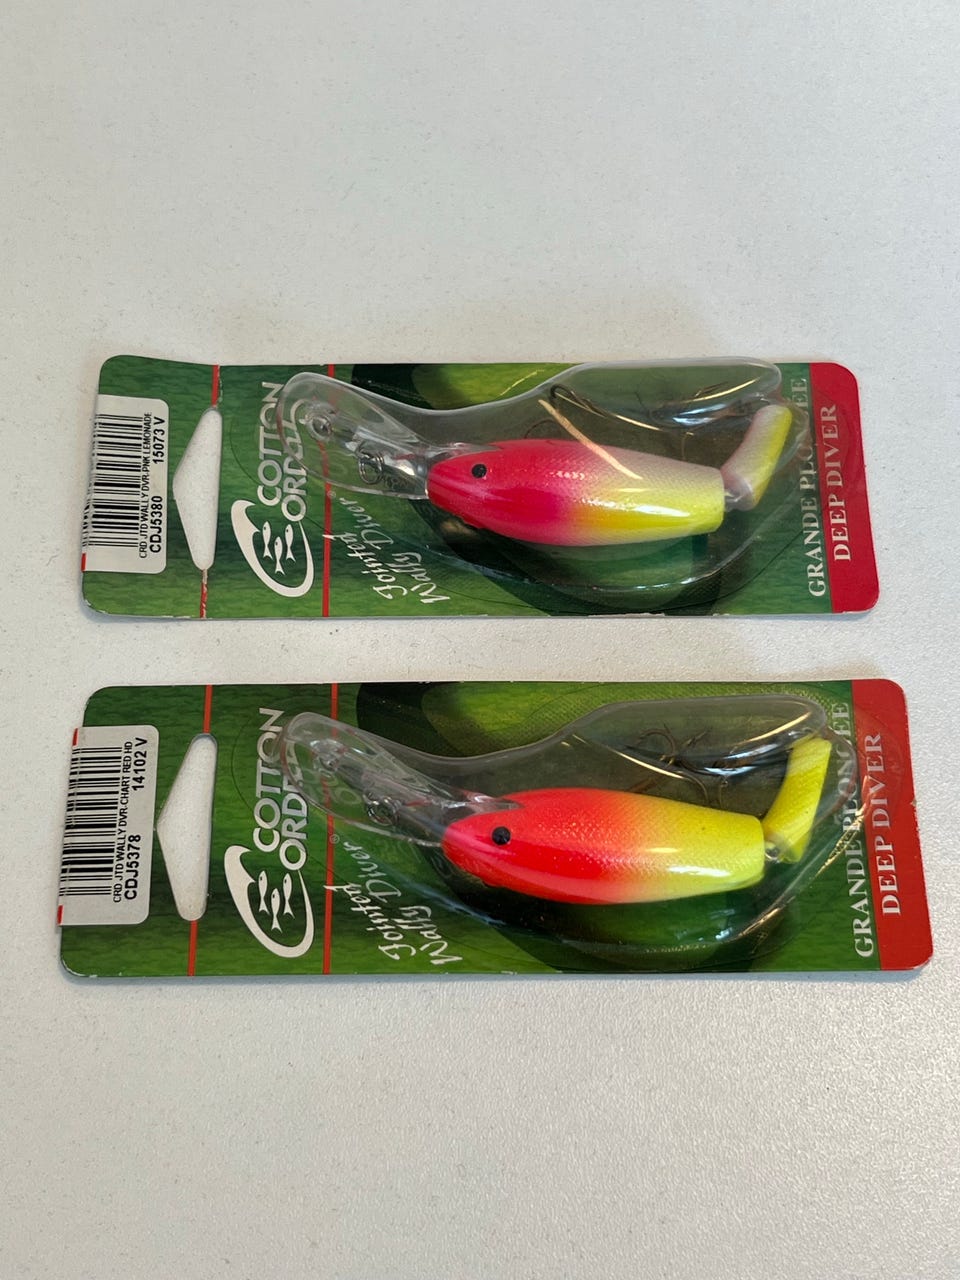 CRD JTD WALLY DVR-PNK LEMONADE
CDJ5380 15073 V
COTTON
CORDELL
®
Jointed
Wally Diver
GRANDE PLONGEE
DEEP DIVER
CRD JTD WALLY DVR-CHART RED HD
CDJ5378 14102 V
COTTON
CORDELL
®
Jointed
Wally Diver
GRANDE PLONGEE
DEEP DIVER